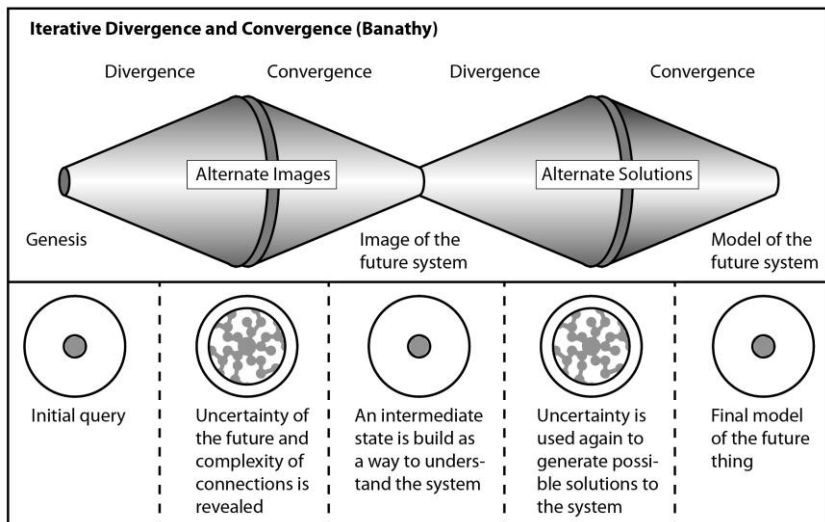 Iterative Divergence and Convergence (Banathy)
Divergence
Convergence
Divergence
Convergence
Alternate Images
Alternate Solutions
Genesis
Image of the
future system
Model of the
future system
Initial query
Uncertainty of
the future and
complexity of
connections is
revealed
An intermediate
state is build as
a way to under-
stand the system
Uncertainty is
used again to
generate possi-
ble solutions to
the system
Final model
of the future
thing